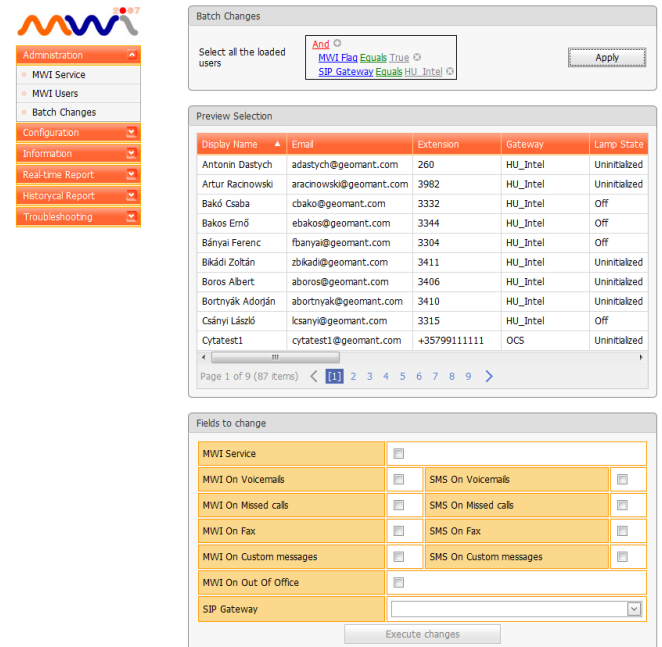 2007
mwi
Administration
MWI Service
MWI Users
Batch Changes
Configuration
Information
Real-time Report
Historycal Report
Troubleshooting
Batch Changes
Select all the loaded
users
And
MWI Flag Equals True
SIP Gateway Equals HU_Intel
Apply
Preview Selection
Display Name Email Extension Gateway Lamp State
Antonin Dastych adastych@geomant.com 260 HU_Intel Uninitialized
Artur Racinowski aracinowski@geomant.com 3982 HU_Intel Uninitialized
Bakó Csaba cbako@geomant.com 3332 HU_Intel Off
Bakos Ernő ebakos@geomant.com 3344 HU_Intel Off
Bányai Ferenc fbanyai@geomant.com 3304 HU_Intel Off
Bikádi Zoltán zbikadi@geomant.com 3411 HU_Intel Uninitialized
Boros Albert aboros@geomant.com 3406 HU_Intel Uninitialized
Bortnyák Adorján abortnyak@geomant.com 3410 HU_Intel Uninitialized
Csányi László lcsanyi@geomant.com 3315 HU_Intel Off
Cytatest1 cytatest1@geomant.com +35799111111 OCS Uninitialized
Page 1 of 9 (87 items) [1] 2 3 4 5 6 7 8 9
Fields to change
MWI Service
MWI On Voicemails SMS On Voicemails
MWI On Missed calls SMS On Missed calls
MWI On Fax SMS On Fax
MWI On Custom messages SMS On Custom messages
MWI On Out Of Office
SIP Gateway
Execute changes